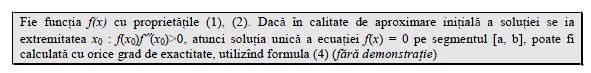 Fie funcția f(x) cu proprietățile (1), (2). Dacă în calitate de aproximare inițială a soluției se ia
extremitatea x0 : f(x0)f″(x0)>0, atunci soluția unică a ecuației f(x) = 0 pe segmentul [a, b], poate fi
calculată cu orice grad de exactitate, utilizînd formula (4) (fără demonstrație)